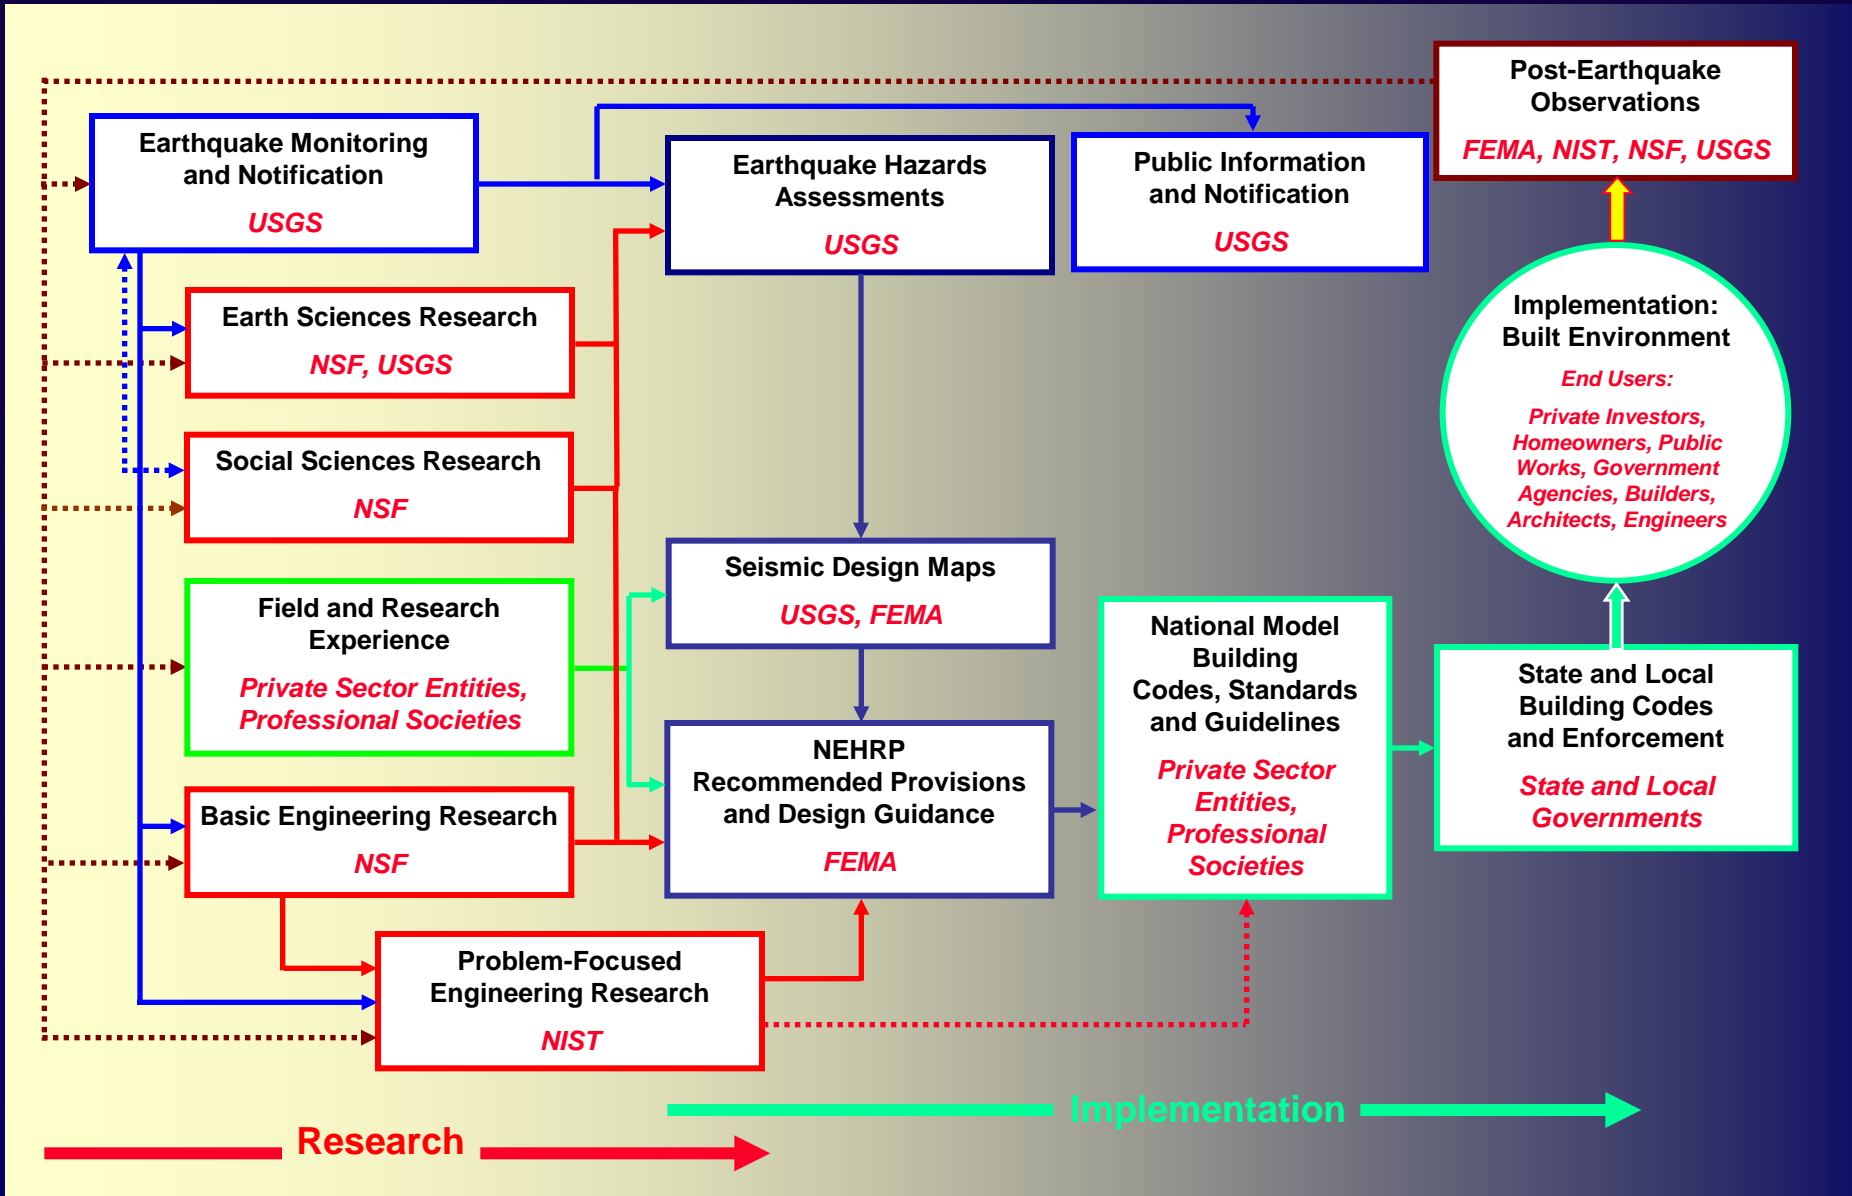 Post-Earthquake
Observations
FEMA, NIST, NSF, USGS
Earthquake Monitoring
and Notification
USGS
Earthquake Hazards
Assessments
USGS
Public Information
and Notification
USGS
Earth Sciences Research
NSF, USGS
Implementation:
Built Environment
End Users:
Private Investors,
Homeowners, Public
Works, Government
Agencies, Builders,
Architects, Engineers
Social Sciences Research
NSF
Seismic Design Maps
USGS, FEMA
Field and Research
Experience
Private Sector Entities,
Professional Societies
National Model
Building
Codes, Standards
and Guidelines
Private Sector
Entities,
Professional
Societies
State and Local
Building Codes
and Enforcement
State and Local
Governments
NEHRP
Recommended Provisions
and Design Guidance
FEMA
Basic Engineering Research
NSF
Problem-Focused
Engineering Research
NIST
Implementation
Research